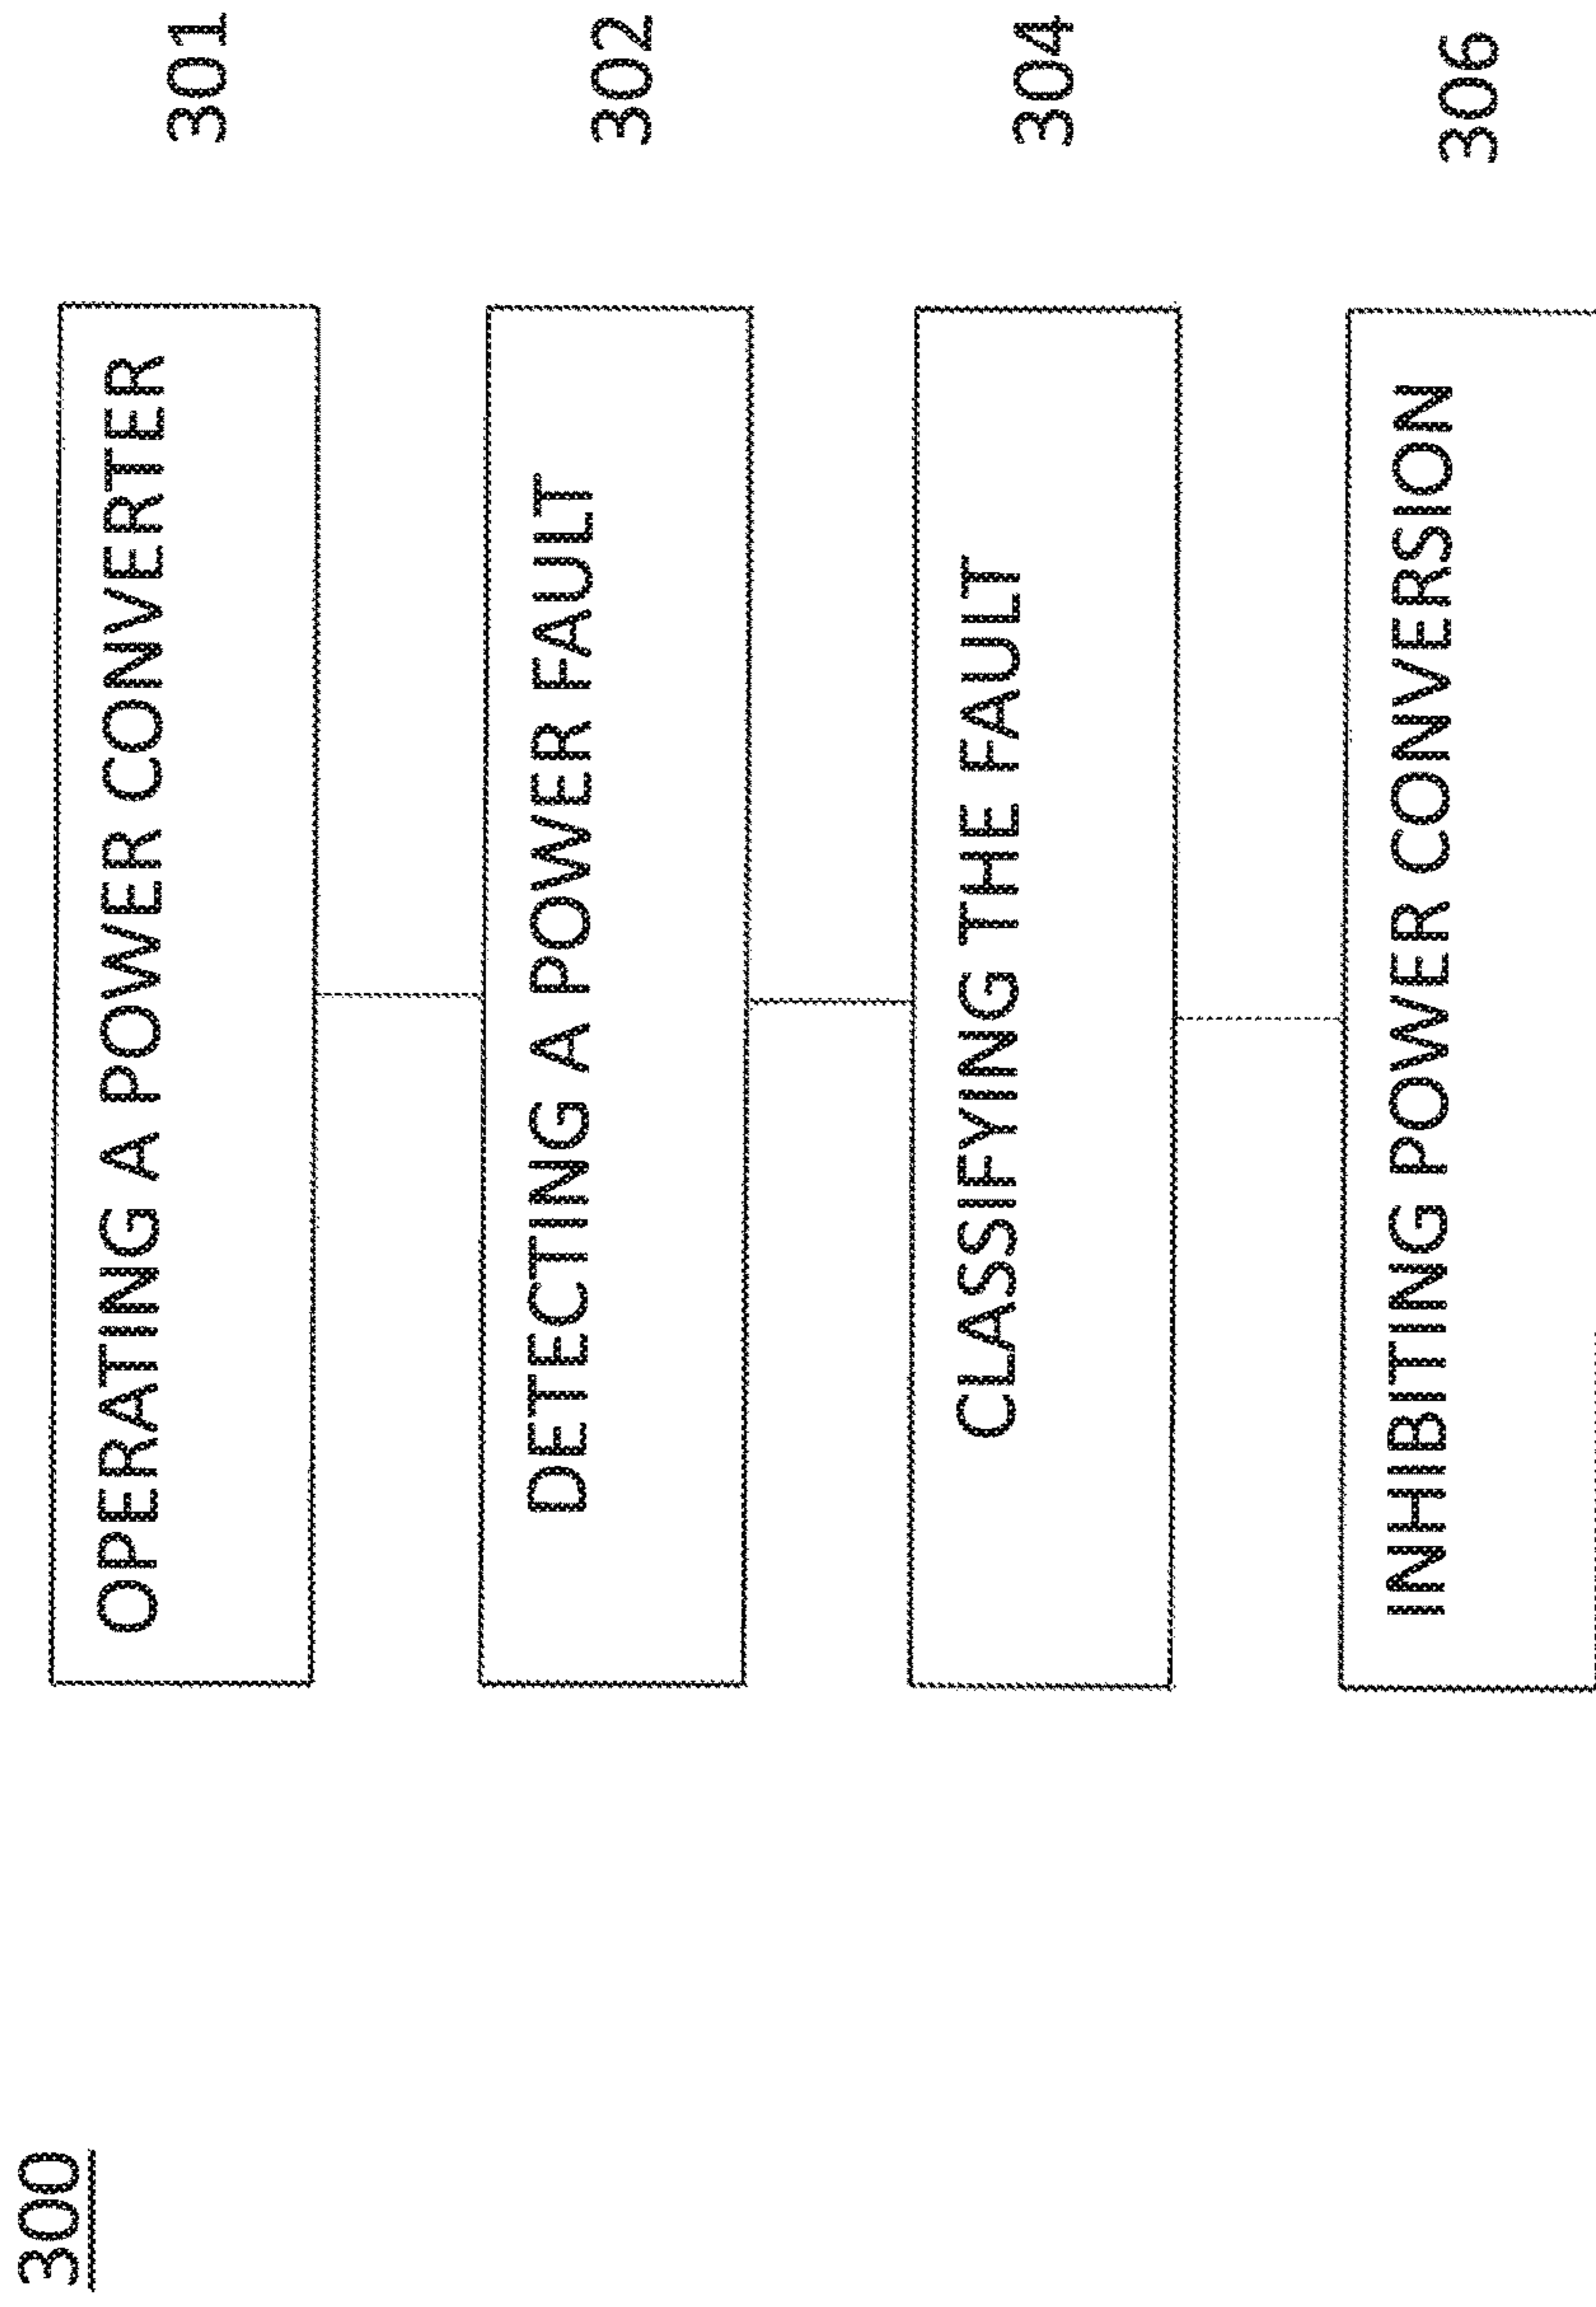 300
OPERATING A POWER CONVERTER
301
DETECTING A POWER FAULT
302
CLASSIFYING THE FAULT
304
INHIBITING POWER CONVERSION
306